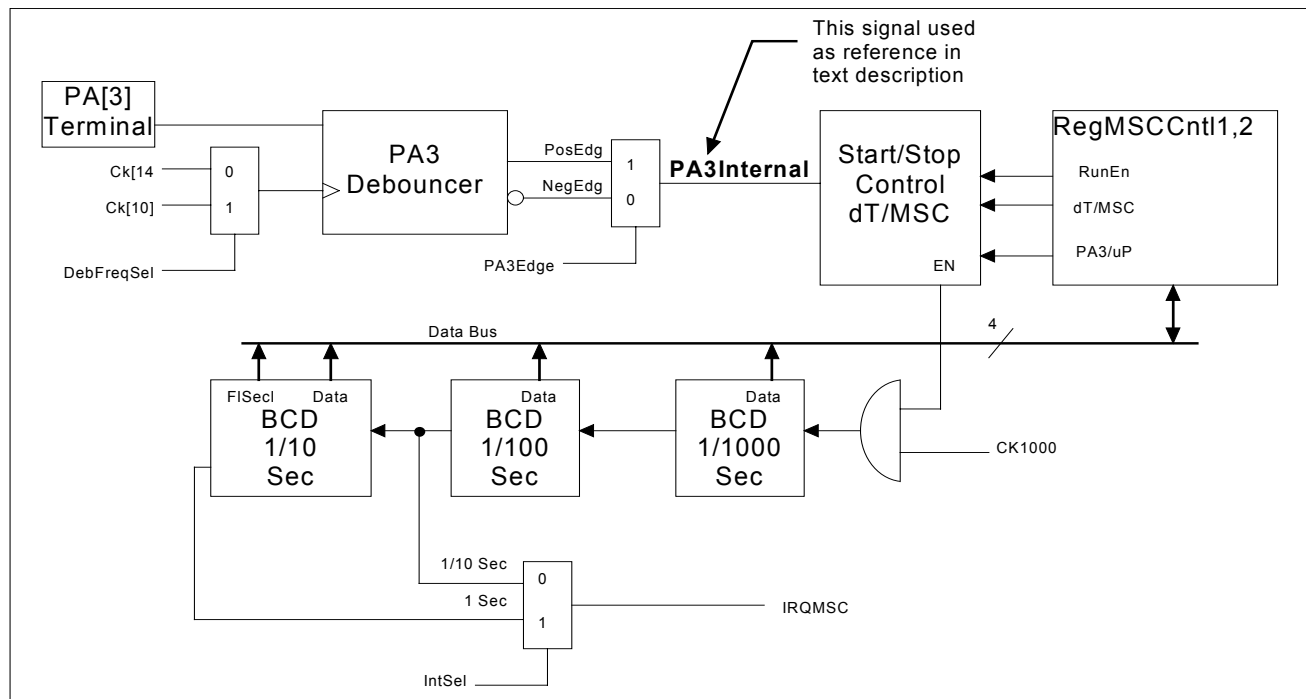 This signal used
as reference in
text description
PA[3]
Terminal
PA3
Debouncer
Ck[14
Ck[10]
0
1
DebFreqSel
PosEdg
NegEdg
1
0
PA3Edge
PA3Internal
Start/Stop
Control
dT/MSC
EN
RegMSCCntl1,2
RunEn
dT/MSC
PA3/uP
Data Bus
4
FlSecl
Data
BCD
1/10
Sec
Data
BCD
1/100
Sec
Data
BCD
1/1000
Sec
CK1000
1/10 Sec
1 Sec
0
1
IRQMSC
IntSel